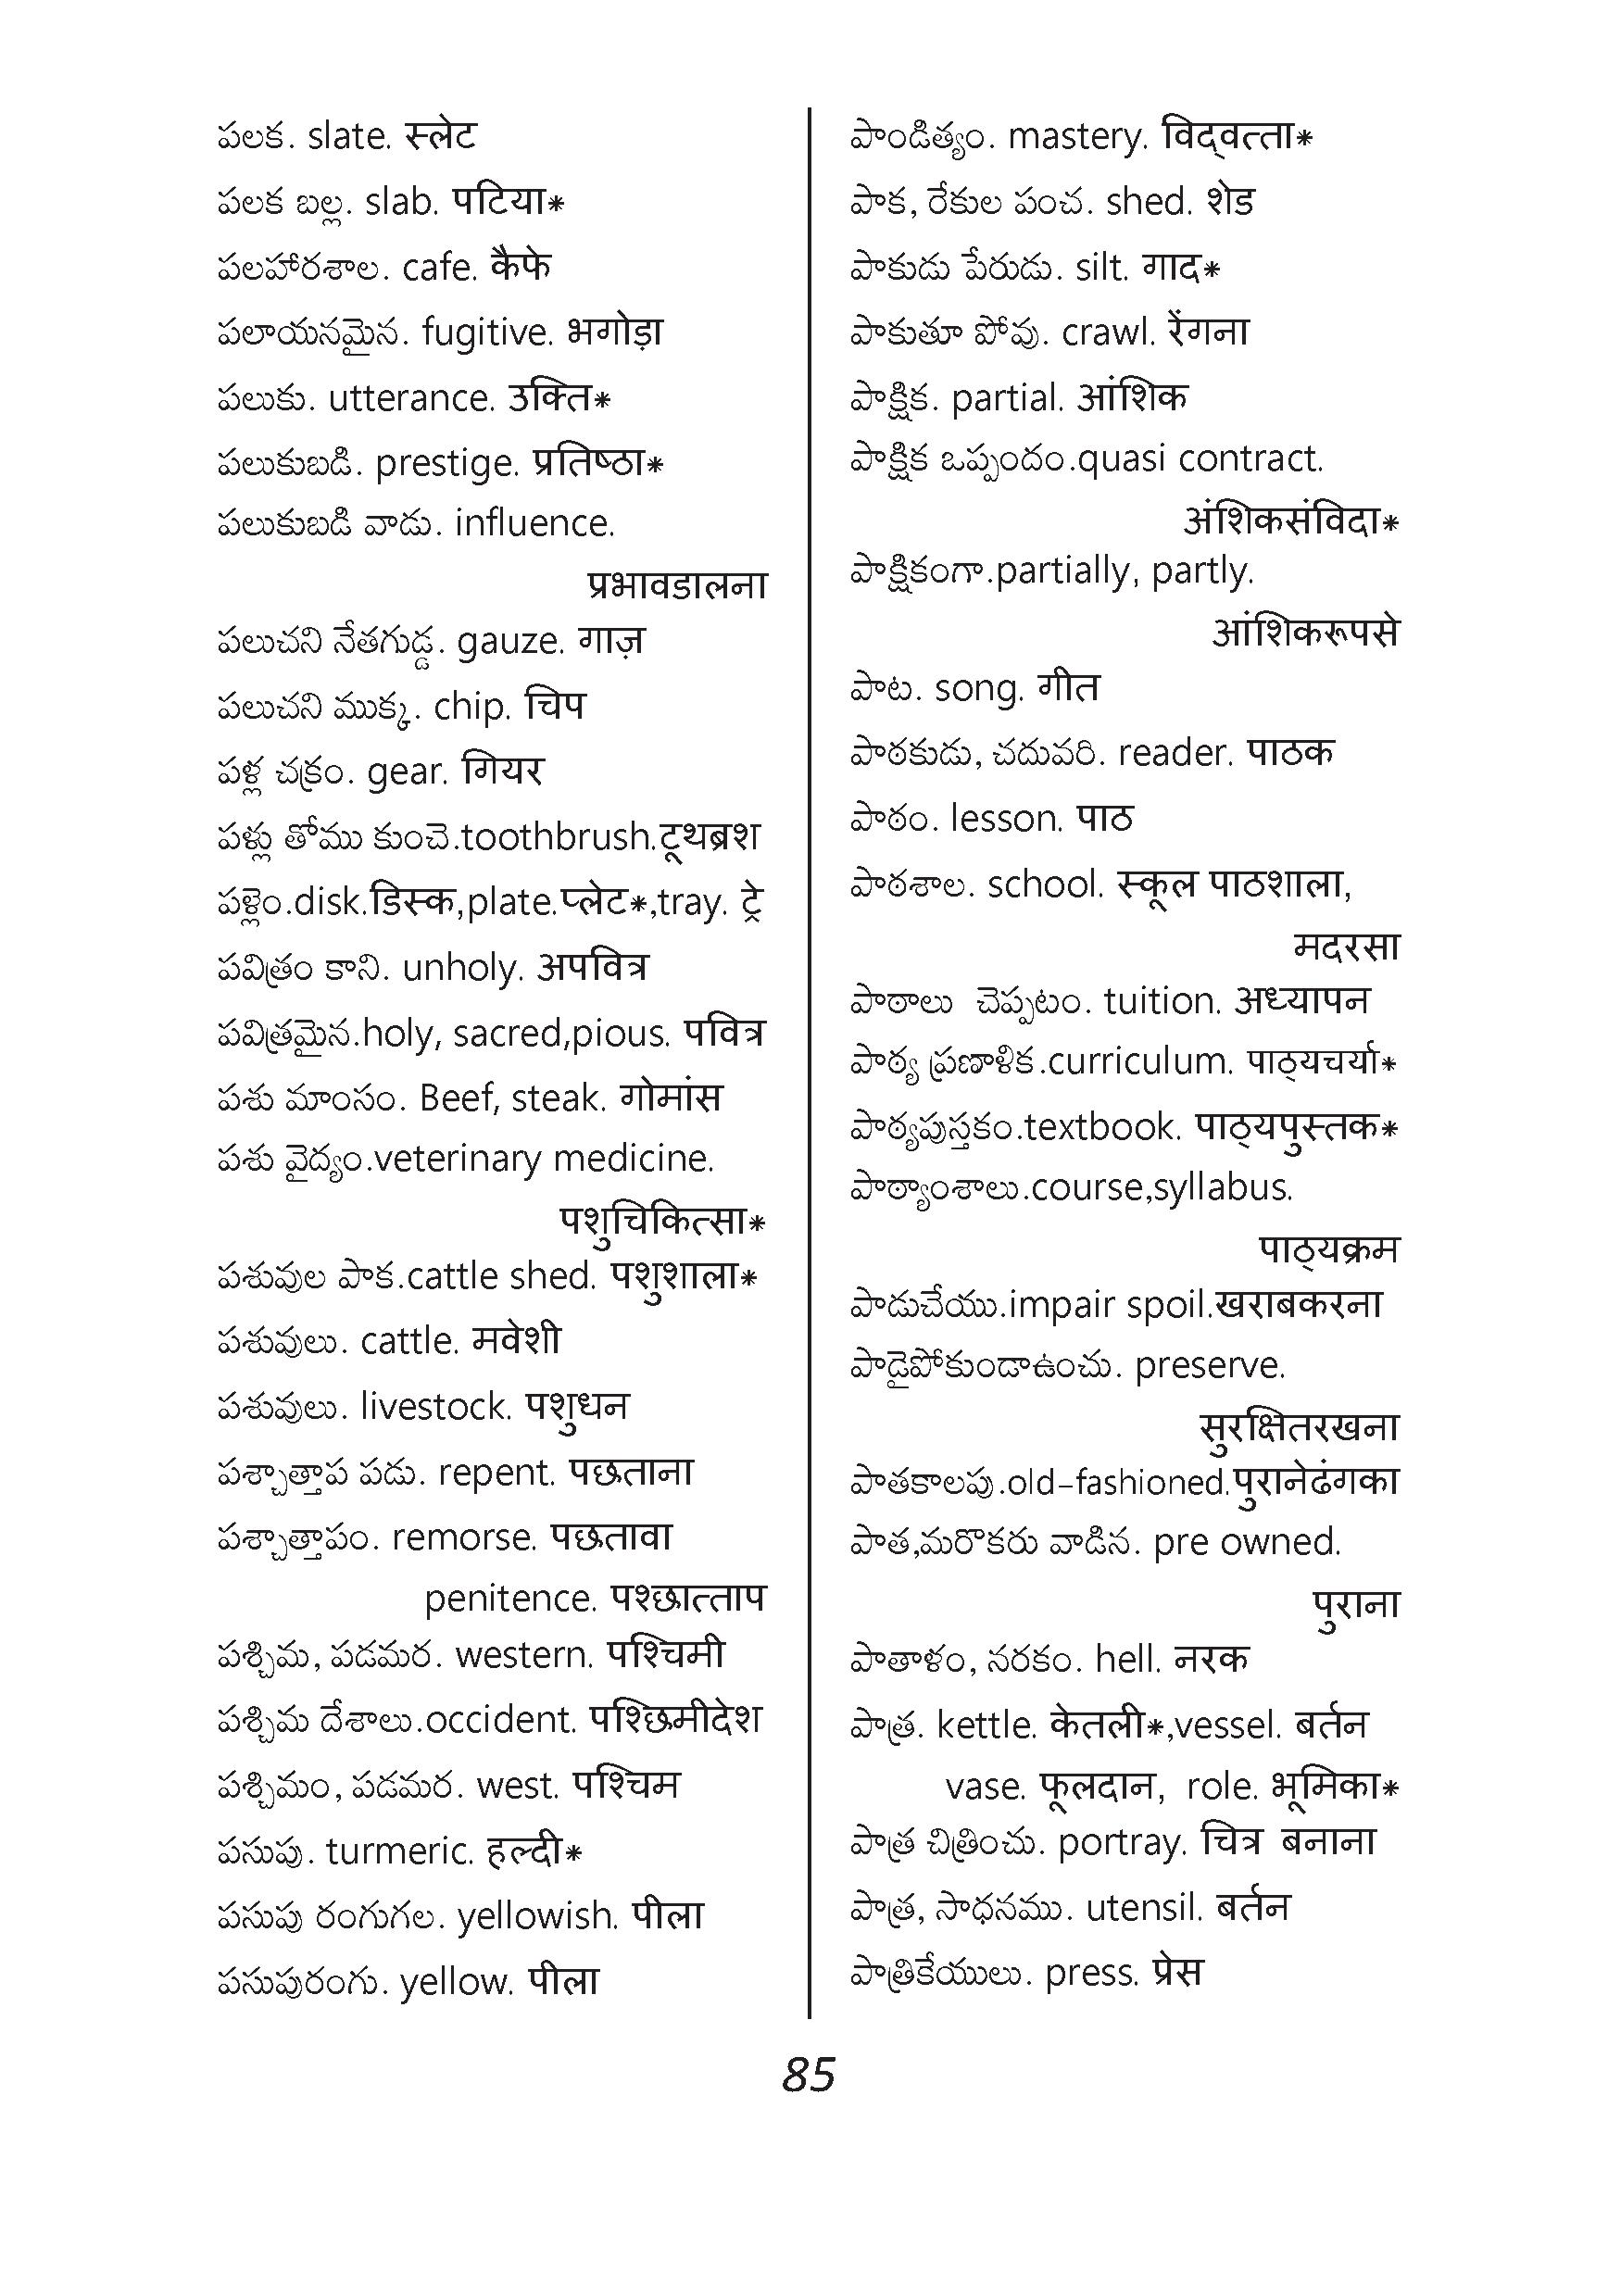 పలక. slate. स्लेट
పలక బల్ల. slab. पटिया*
పలహారశాల. cafe. कैफे
పలాయనమైన. fugitive. भगोड़ा
పలుకు. utterance. उक्ति*
పలుకుబడి. prestige. प्रतिष्ठा*
పలుకుబడి వాడు. influence.
प्रभावडालना
పలుచని నేతగుడ్డ. gauze. गाज़
పలుచని ముక్క. chip. चिप
పళ్ల చక్రం. gear. गियर
పళ్లు తోము కుంచె.toothbrush.टूथब्रश
పళ్లెం.disk.डिस्क,plate.प्लेट*,tray. ट्रे
పవిత్రం కాని. unholy. अपवित्र
పవిత్రమైన.holy, sacred,pious. पवित्र
పశు మాంసం. Beef, steak. गोमांस
పశు వైద్యం.veterinary medicine.
पशुचिकित्सा*
పశువుల పాక.cattle shed. पशुशाला*
పశువులు. cattle. मवेशी
పశువులు. livestock. पशुधन
పశ్చాత్తాప పడు. repent. पछताना
పశ్చాత్తాపం. remorse. पछतावा
penitence. पश्छात्ताप
పశ్చిమ, పడమర. western. पश्चिमी
పశ్చిమ దేశాలు.occident. पश्छिमीदेश
పశ్చిమం, పడమర. west. पश्चिम
పసుపు. turmeric. हल्दी*
పసుపు రంగుగల. yellowish. पीला
పసుపురంగు. yellow. पीला
పాండిత్యం. mastery. विद्वत्ता*
పాక, రేకుల పంచ. shed. शेड
పాకుడు పేరుడు. silt. गाद*
పాకుతూ పోవు. crawl. रेंगना
పాక్షిక. partial. आंशिक
పాక్షిక ఒప్పందం.quasi contract.
अंशिकसंविदा*
పాక్షికంగా.partially, partly.
आंशिकरूपसे
పాట. song. गीत
పాఠకుడు, చదువరి. reader. पाठक
పాఠం. lesson. पाठ
పాఠశాల. school. स्कूल पाठशाला,
मदरसा
పాఠాలు చెప్పటం. tuition. अध्यापन
పాఠ్య ప్రణాళిక.curriculum. पाठ्यचर्या*
పాఠ్యపుస్తకం.textbook. पाठ्यपुस्तक*
పాఠ్యాంశాలు.course,syllabus.
पाठ्यक्रम
పాడుచేయు.impair spoil.खराबकरना
పాడైపోకుండాఉంచు. preserve.
सुरक्षितरखना
పాతకాలపు.old-fashioned.पुरानेढंगका
పాత,మరొకరు వాడిన. pre owned.
पुराना
పాతాళం, నరకం. hell. नरक
పాత్ర. kettle. केतली*,vessel. बर्तन
vase. फूलदान, role. भूमिका*
పాత్ర చిత్రించు. portray. चित्र बनाना
పాత్ర, సాధనము. utensil. बर्तन
పాత్రికేయులు. press. प्रेस
85